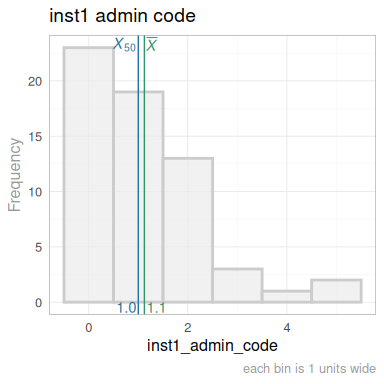 inst1 admin code
X50 X̅
Frequency
20
15
10
5
0
1.0 1.1
0 2 4
inst1_admin_code
each bin is 1 units wide